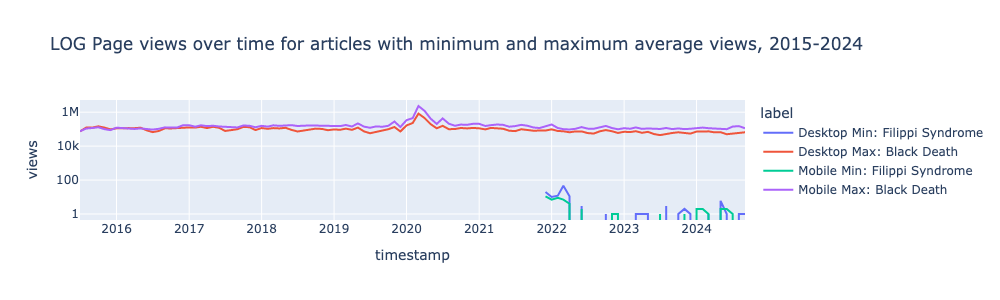 LOG Page views over time for articles with minimum and maximum average views, 2015-2024
label
Desktop Min: Filippi Syndrome
Desktop Max: Black Death
Mobile Min: Filippi Syndrome
Mobile Max: Black Death
views
1M
10k
100
1
2016 2017 2018 2019 2020 2021 2022 2023 2024
timestamp